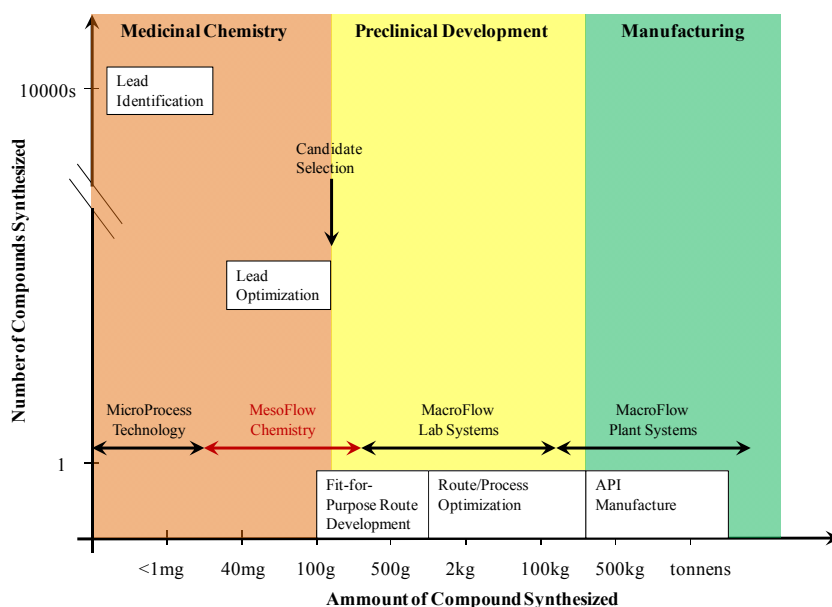 Medicinal Chemistry
Preclinical Development
Manufacturing
Lead
Identification
10000s
Candidate
Selection
Lead
Optimization
Number of Compounds Synthesized
MicroProcess
Technology
MesoFlow
Chemistry
MacroFlow
Lab Systems
MacroFlow
Plant Systems
1
Fit-for-
Purpose Route
Development
Route/Process
Optimization
API
Manufacture
<1mg
40mg
100g
500g
2kg
100kg
500kg
tonnens
Ammount of Compound Synthesized